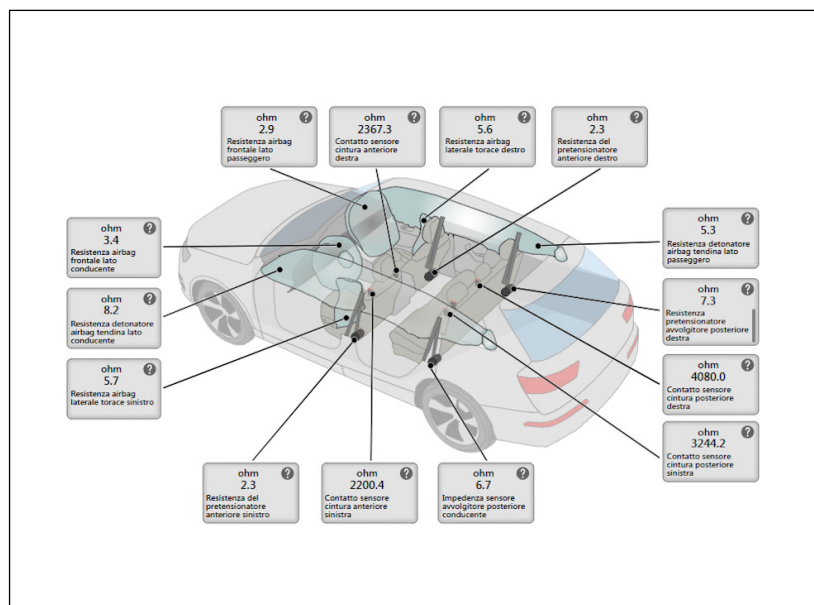 ohm
2.9
Resistenza airbag
frontale lato
passeggero
ohm
2367.3
Contatto sensore
cintura anteriore
destra
ohm
5.6
Resistenza airbag
laterale torace destro
ohm
2.3
Resistenza del
pretensionatore
anteriore destro
ohm
3.4
Resistenza airbag
frontale lato
conducente
ohm
8.2
Resistenza detonatore
airbag tendina lato
conducente
ohm
5.7
Resistenza airbag
laterale torace sinistro
ohm
5.3
Resistenza detonatore
airbag tendina lato
passeggero
ohm
7.3
Resistenza
pretensionatore
avvolgitore posteriore
destra
ohm
4080.0
Contatto sensore
cintura posteriore
destra
ohm
3244.2
Contatto sensore
cintura posteriore
sinistra
ohm
2.3
Resistenza del
pretensionatore
anteriore sinistro
ohm
2200.4
Contatto sensore
cintura anteriore
sinistra
ohm
6.7
Impedenza sensore
avvolgitore posteriore
conducente